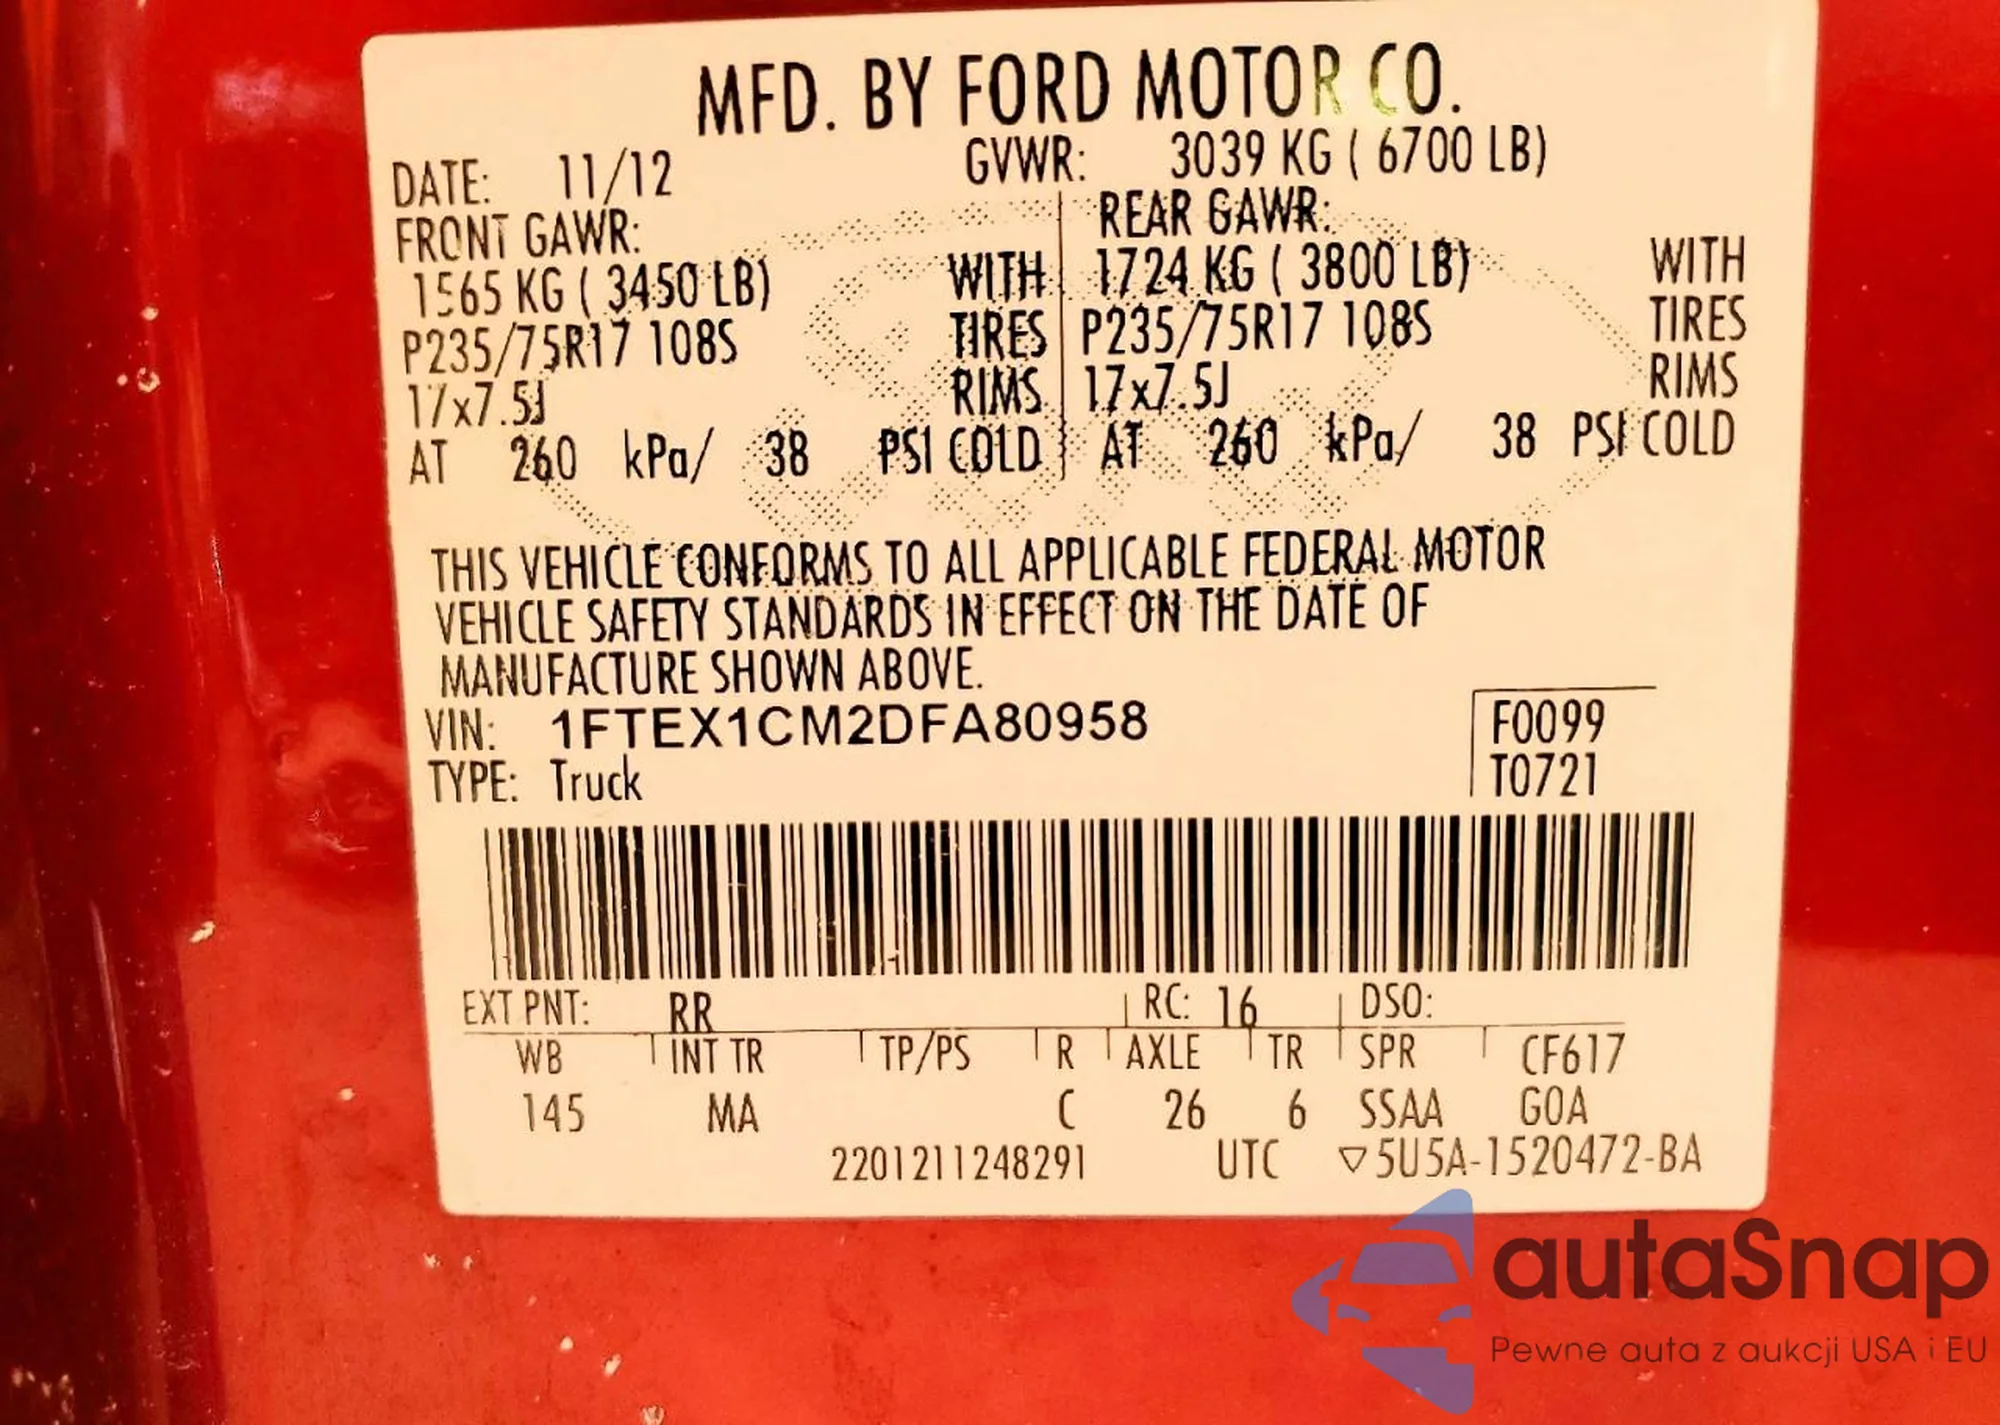 MFD. BY FORD MOTOR CO.
DATE: 11/12 GVWR: 3039 KG ( 6700 LB)
FRONT GAWR: REAR GAWR:
1565 KG ( 3450 LB) WITH 1724 KG ( 3800 LB) WITH
P235/75R17 108S TIRES P235/75R17 108S TIRES
17x7.5J RIMS 17x7.5J RIMS
AT 260 kPa/ 38 PSI COLD AT 260 kPa/ 38 PSI COLD
THIS VEHICLE CONFORMS TO ALL APPLICABLE FEDERAL MOTOR
VEHICLE SAFETY STANDARDS IN EFFECT ON THE DATE OF
MANUFACTURE SHOWN ABOVE.
VIN: 1FTEX1CM2DFA80958 F0099
TYPE: Truck T0721
EXT PNT: RR RC: 16 DSO:
WB INT TR TP/PS R AXLE TR SPR CF617
145 MA C 26 6 SSAA GOA
2201211248291 UTC ▽5U5A-1520472-BA
autaSnap
Pewne auta z aukcji USA i EU